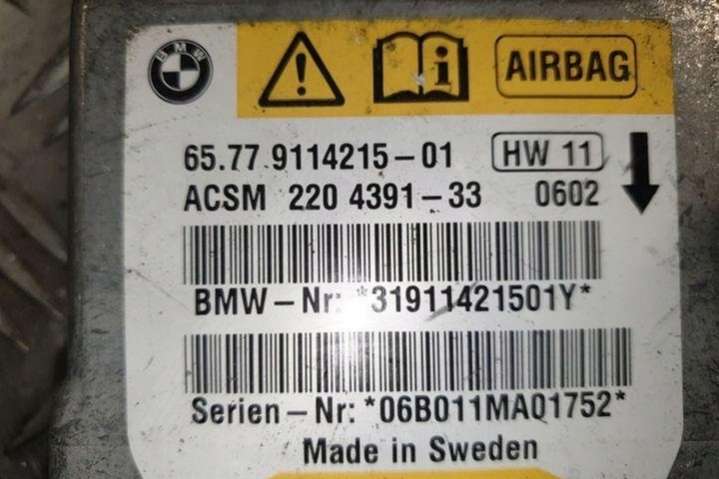 BMW
AIRBAG
65.77 9114215-01 HW 11
ACSM 220 4391-33 0602
BMW-Nr: *31911421501Y*
Serien-Nr: *06B011MA01752*
Made in Sweden